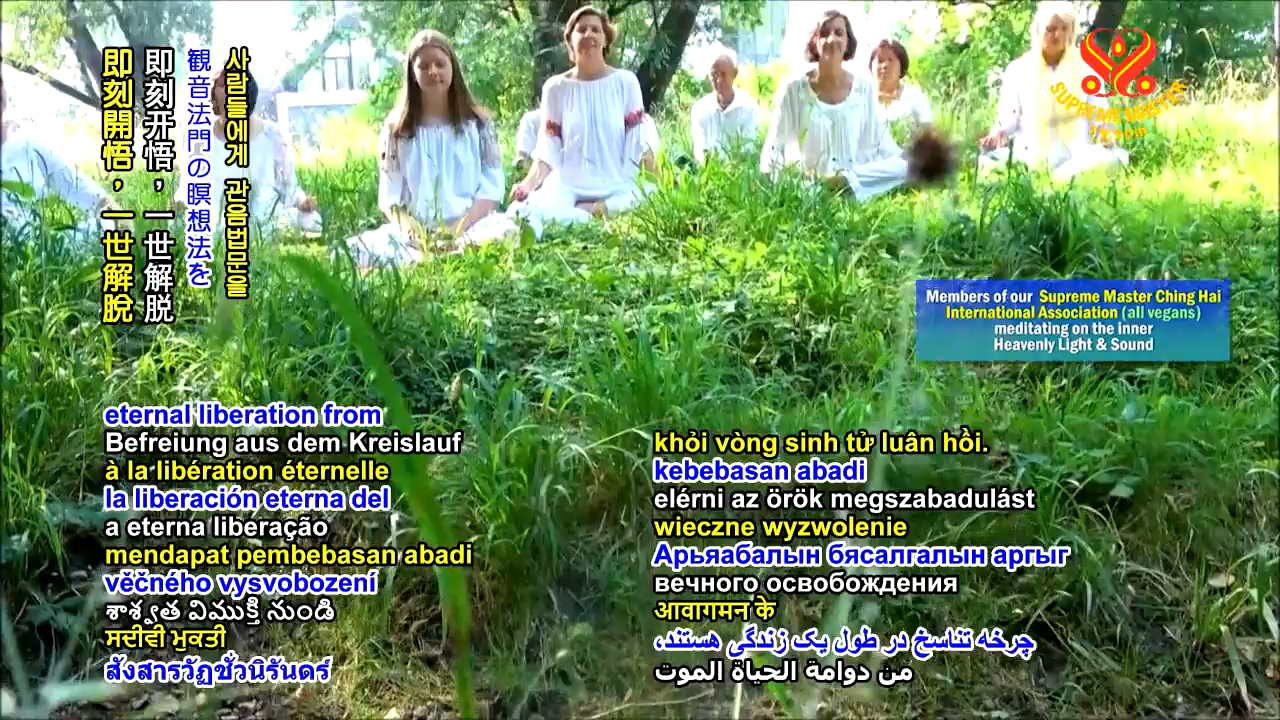 即刻開悟，一世解脫
即刻开悟，一世解脱
観音法門の瞑想法を
사람들에게 관음법문을
SUPREME MASTER
TV.com
Members of our Supreme Master Ching Hai
International Association (all vegans)
meditating on the inner
Heavenly Light & Sound
eternal liberation from
Befreiung aus dem Kreislauf
à la libération éternelle
la liberación eterna del
a eterna liberação
mendapat pembebasan abadi
věčného vysvobození
శాశ్వత విముక్తి నుండి
ਸਦੀਵੀ ਮੁਕਤੀ
สังสารวัฏชั่วนิรันดร์
khỏi vòng sinh tử luân hồi.
kebebasan abadi
elérni az örök megszabadulást
wieczne wyzwolenie
Арьяабалын бясалгалын аргыг
вечного освобождения
आवागमन के
چرخه تناسخ در طول یک زندگی هستند،
من دوامة الحياة الموت